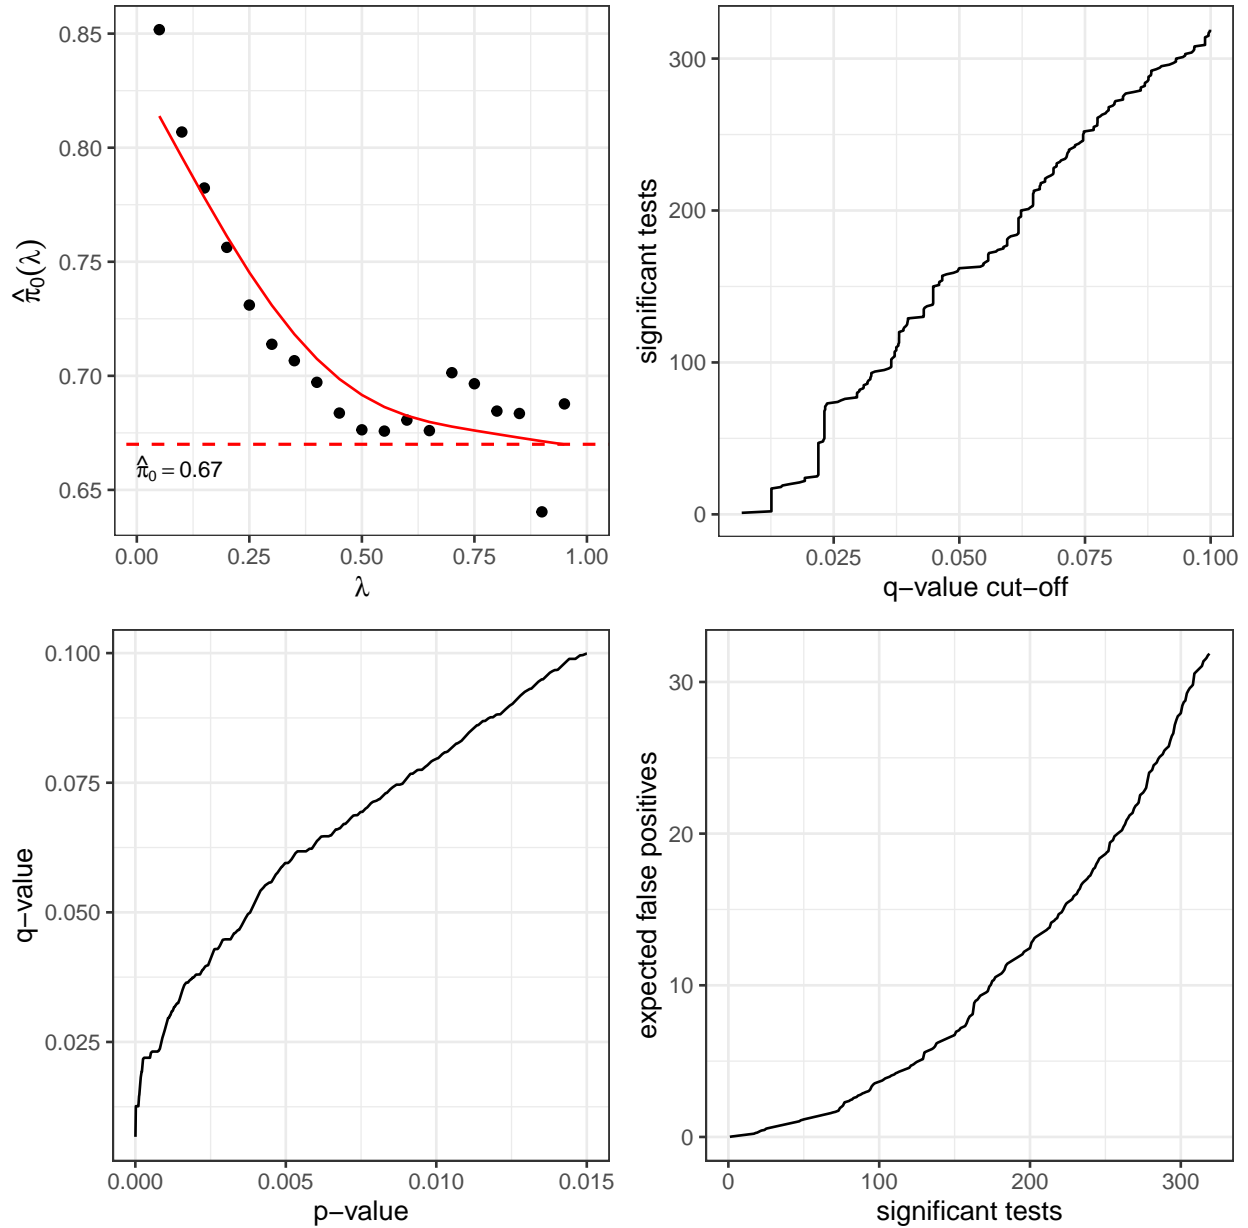 0.85
0.80
0.75
0.70
0.65
π̂₀(λ)
π̂₀ = 0.67
0.00 0.25 0.50 0.75 1.00
λ
300
200
100
0
significant tests
0.025 0.050 0.075 0.100
q−value cut−off
0.100
0.075
0.050
0.025
q−value
0.000 0.005 0.010 0.015
p−value
30
20
10
0
expected false positives
0 100 200 300
significant tests